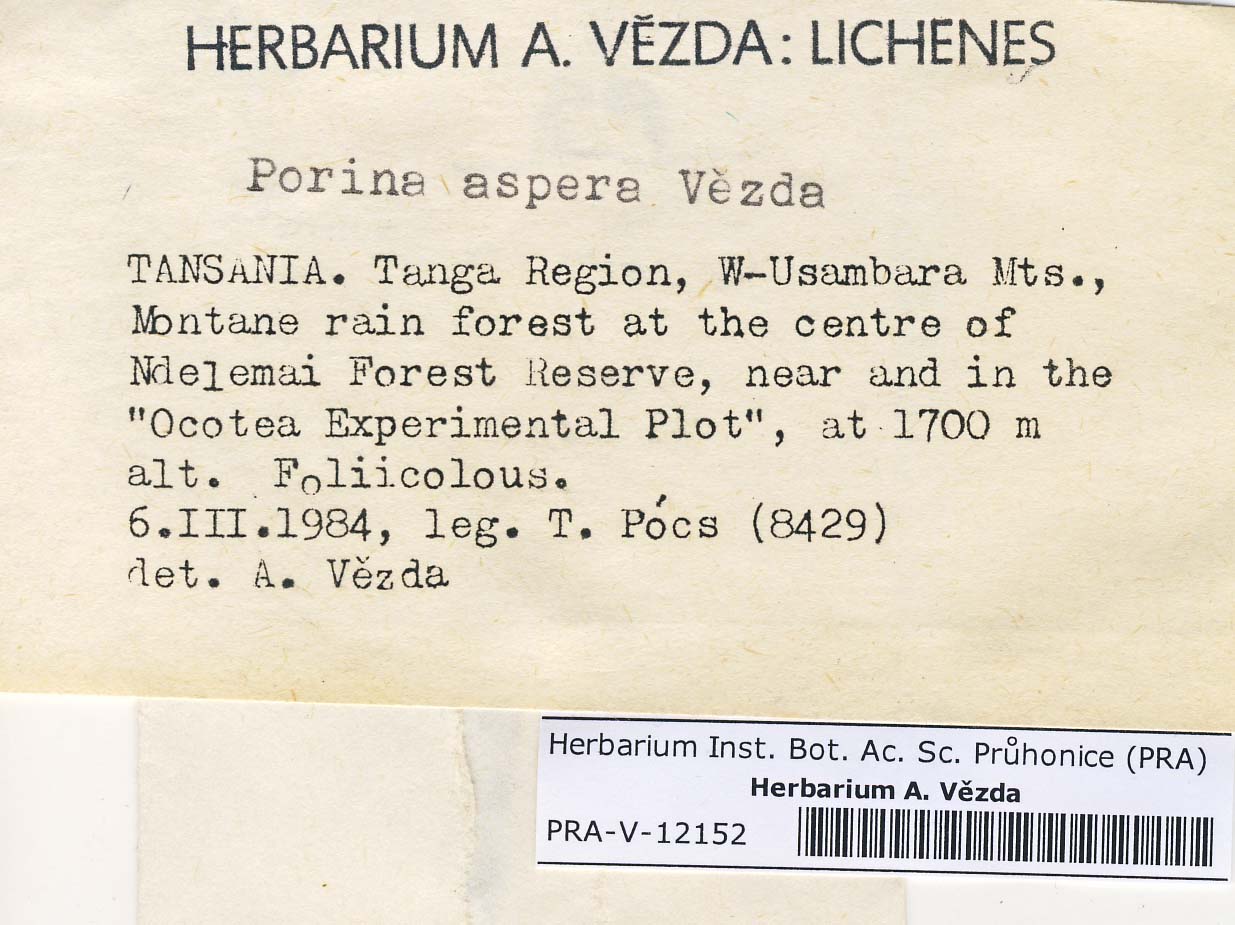 HERBARIUM A. VĚZDA: LICHENES
Porina aspera Vězda
TANSANIA. Tanga Region, W-Usambara Mts.,
Montane rain forest at the centre of
Ndelemai Forest Reserve, near and in the
"Ocotea Experimental Plot", at 1700 m
alt. Foliicolous.
6.III.1984, leg. T. Pócs (8429)
det. A. Vězda
Herbarium Inst. Bot. Ac. Sc. Průhonice (PRA)
Herbarium A. Vězda
PRA-V-12152